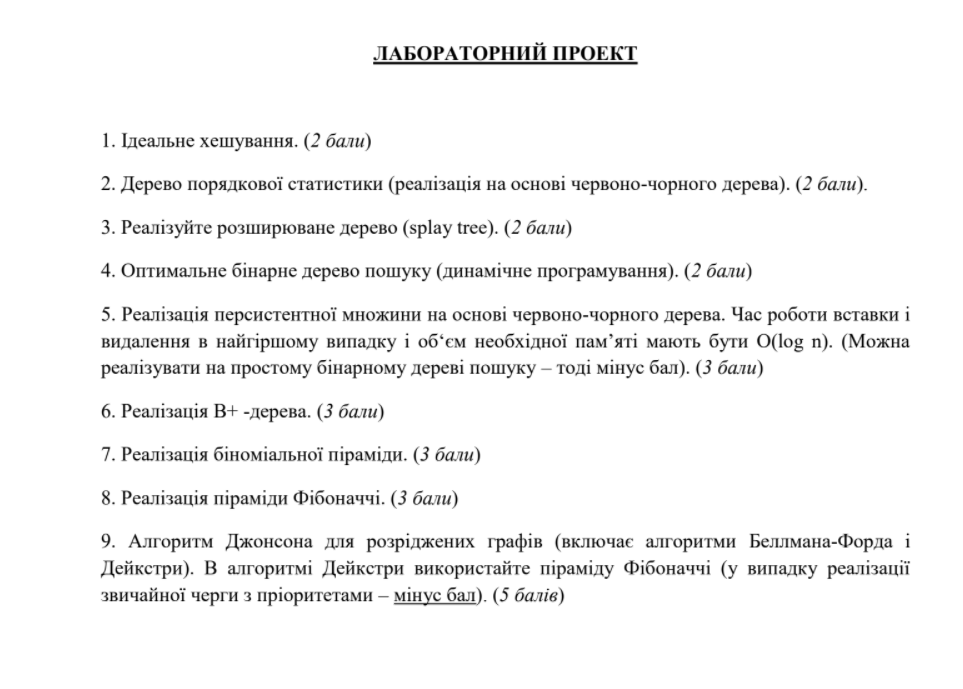 ЛАБОРАТОРНИЙ ПРОЕКТ
1. Ідеальне хешування. (2 бали)
2. Дерево порядкової статистики (реалізація на основі червоно-чорного дерева). (2 бали).
3. Реалізуйте розширюване дерево (splay tree). (2 бали)
4. Оптимальне бінарне дерево пошуку (динамічне програмування). (2 бали)
5. Реалізація персистентної множини на основі червоно-чорного дерева. Час роботи вставки і
видалення в найгіршому випадку і об‘єм необхідної пам’яті мають бути O(log n). (Можна
реалізувати на простому бінарному дереві пошуку – тоді мінус бал). (3 бали)
6. Реалізація B+ -дерева. (3 бали)
7. Реалізація біноміальної піраміди. (3 бали)
8. Реалізація піраміди Фібоначчі. (3 бали)
9. Алгоритм Джонсона для розріджених графів (включає алгоритми Беллмана-Форда і
Дейкстри). В алгоритмі Дейкстри використайте піраміду Фібоначчі (у випадку реалізації
звичайної черги з пріоритетами – мінус бал). (5 балів)